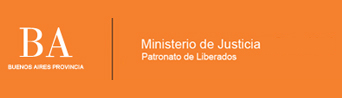 BA
BUENOS AIRES PROVINCIA
Ministerio de Justicia
Patronato de Liberados